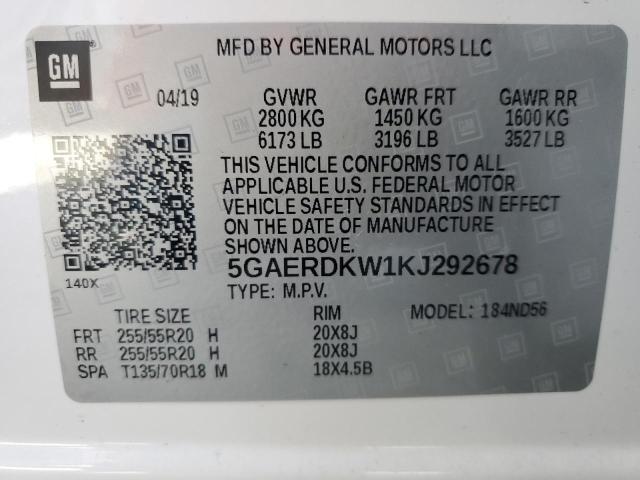 GM
MFD BY GENERAL MOTORS LLC
04/19 GVWR GAWR FRT GAWR RR
2800 KG 1450 KG 1600 KG
6173 LB 3196 LB 3527 LB
THIS VEHICLE CONFORMS TO ALL
APPLICABLE U.S. FEDERAL MOTOR
VEHICLE SAFETY STANDARDS IN EFFECT
ON THE DATE OF MANUFACTURE
SHOWN ABOVE.
5GAERDKW1KJ292678
140X
TYPE: M.P.V.
TIRE SIZE RIM MODEL: 184ND56
FRT 255/55R20 H 20X8J
RR 255/55R20 H 20X8J
SPA T135/70R18 M 18X4.5B